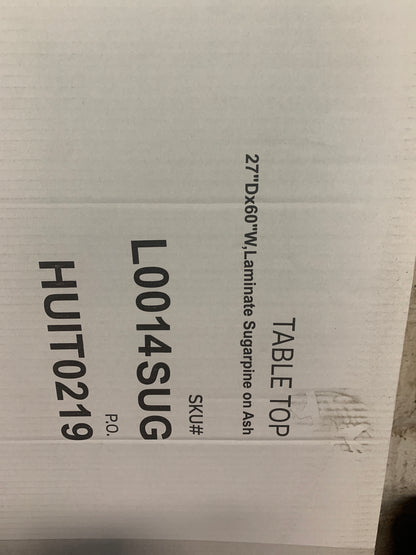 TABLE TOP
27"Dx60"W,Laminate Sugarpine on Ash
SKU#
L0014SUG
P.O.
HUIT0219